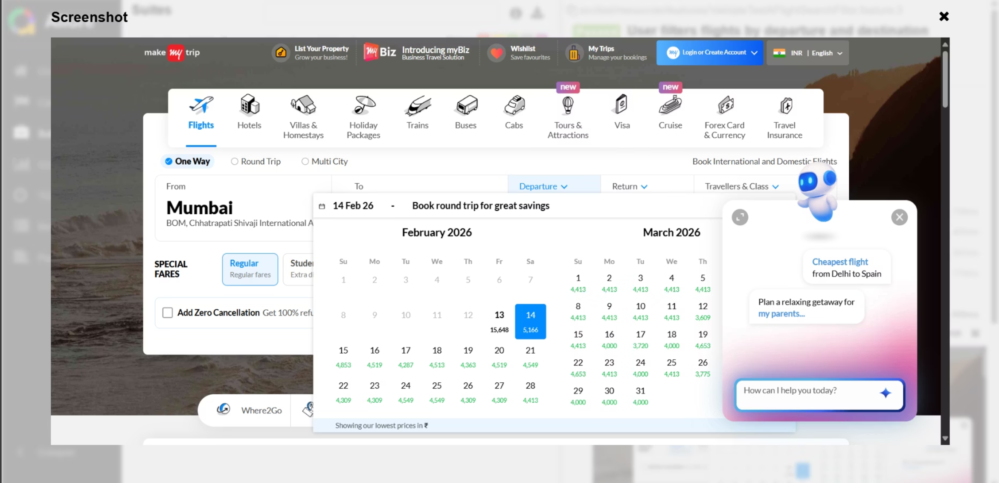 Suites
Screenshot
User filters flights by departure and destination
make my trip
List Your Property
Grow your business!
my Biz
Introducing myBiz
Business Travel Solution
Wishlist
Save favourites
My Trips
Manage your bookings
my
Login or Create Account
INR | English
new
new
Flights
Hotels
Villas &
Homestays
Holiday
Packages
Trains
Buses
Cabs
Tours &
Attractions
Visa
Cruise
Forex Card
& Currency
Travel
Insurance
One Way
Round Trip
Multi City
Book International and Domestic Flights
From
To
Departure
Return
Travellers & Class
Mumbai
BOM, Chhatrapati Shivaji International A
14 Feb 26 - Book round trip for great savings
SPECIAL
FARES
Regular
Regular fares
Stude
Extra di
Add Zero Cancellation Get 100% refu
Where2Go
February 2026
Su Mo Tu We Th Fr Sa
1 2 3 4 5 6 7
8 9 10 11 12 13 14
15,648 5,166
15 16 17 18 19 20 21
4,853 4,519 4,287 4,513 4,363 4,519 4,549
22 23 24 25 26 27 28
4,309 4,309 4,549 4,549 4,309 4,309 4,413
March 2026
Su Mo Tu We Th
1 2 3 4 5
4,413 4,413 4,413 4,413 4,413
8 9 10 11 12
4,413 4,413 4,413 4,413 3,609
15 16 17 18 19
4,413 4,000 3,720 4,000 4,653
22 23 24 25 26
4,653 4,413 4,000 4,413 3,775
29 30 31
4,000 4,000 4,000
Showing our lowest prices in ₹
Cheapest flight
from Delhi to Spain
Plan a relaxing getaway for
my parents...
How can I help you today?